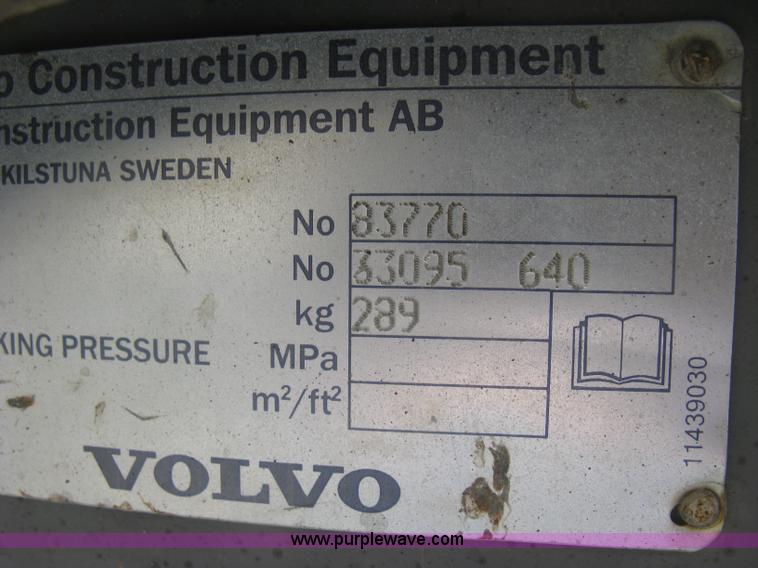 o Construction Equipment
nstruction Equipment AB
KILSTUNA SWEDEN
No 83770
No 33095 640
kg 289
KING PRESSURE MPa
m²/ft²
11439030
VOLVO
www.purplewave.com